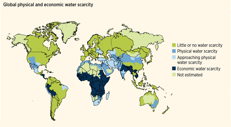 Global physical and economic water scarcity
Little or no water scarcity
Physical water scarcity
Approaching physical
water scarcity
Economic water scarcity
Not estimated